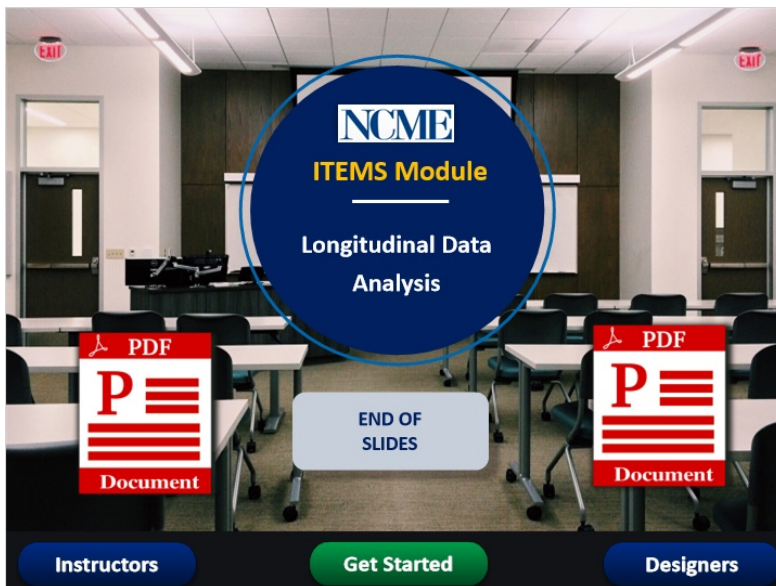 EXIT
EXIT
NCME
ITEMS Module
Longitudinal Data
Analysis
PDF
P
Document
PDF
P
Document
END OF
SLIDES
Instructors
Get Started
Designers